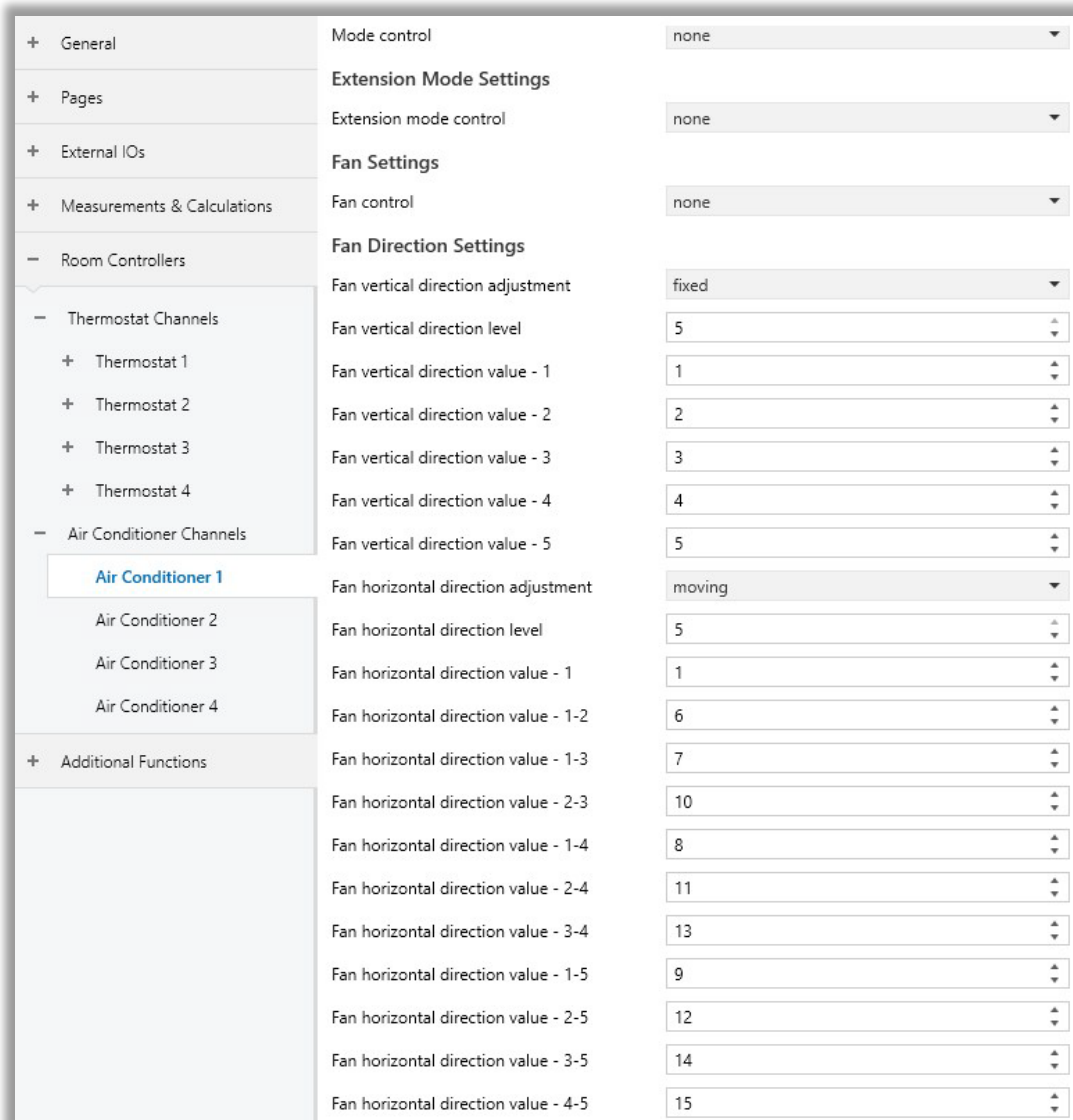 General
Pages
External IOs
Measurements & Calculations
Room Controllers
Thermostat Channels
Thermostat 1
Thermostat 2
Thermostat 3
Thermostat 4
Air Conditioner Channels
Air Conditioner 1
Air Conditioner 2
Air Conditioner 3
Air Conditioner 4
Additional Functions
Mode control none
Extension Mode Settings
Extension mode control none
Fan Settings
Fan control none
Fan Direction Settings
Fan vertical direction adjustment fixed
Fan vertical direction level 5
Fan vertical direction value - 1 1
Fan vertical direction value - 2 2
Fan vertical direction value - 3 3
Fan vertical direction value - 4 4
Fan vertical direction value - 5 5
Fan horizontal direction adjustment moving
Fan horizontal direction level 5
Fan horizontal direction value - 1 1
Fan horizontal direction value - 1-2 6
Fan horizontal direction value - 1-3 7
Fan horizontal direction value - 2-3 10
Fan horizontal direction value - 1-4 8
Fan horizontal direction value - 2-4 11
Fan horizontal direction value - 3-4 13
Fan horizontal direction value - 1-5 9
Fan horizontal direction value - 2-5 12
Fan horizontal direction value - 3-5 14
Fan horizontal direction value - 4-5 15